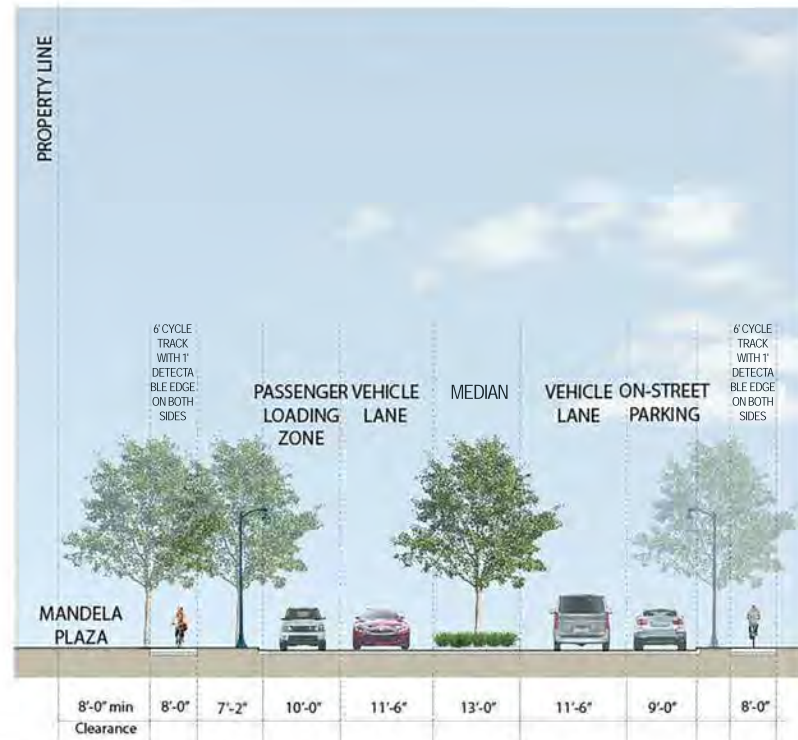 PROPERTY LINE
6' CYCLE
TRACK
WITH 1'
DETECTA
BLE EDGE
ON BOTH
SIDES
PASSENGER
LOADING
ZONE
VEHICLE
LANE
MEDIAN
VEHICLE
LANE
ON-STREET
PARKING
6' CYCLE
TRACK
WITH 1'
DETECTA
BLE EDGE
ON BOTH
SIDES
MANDELA
PLAZA
8'-0" min
Clearance
8'-0"
7'-2"
10'-0"
11'-6"
13'-0"
11'-6"
9'-0"
8'-0"